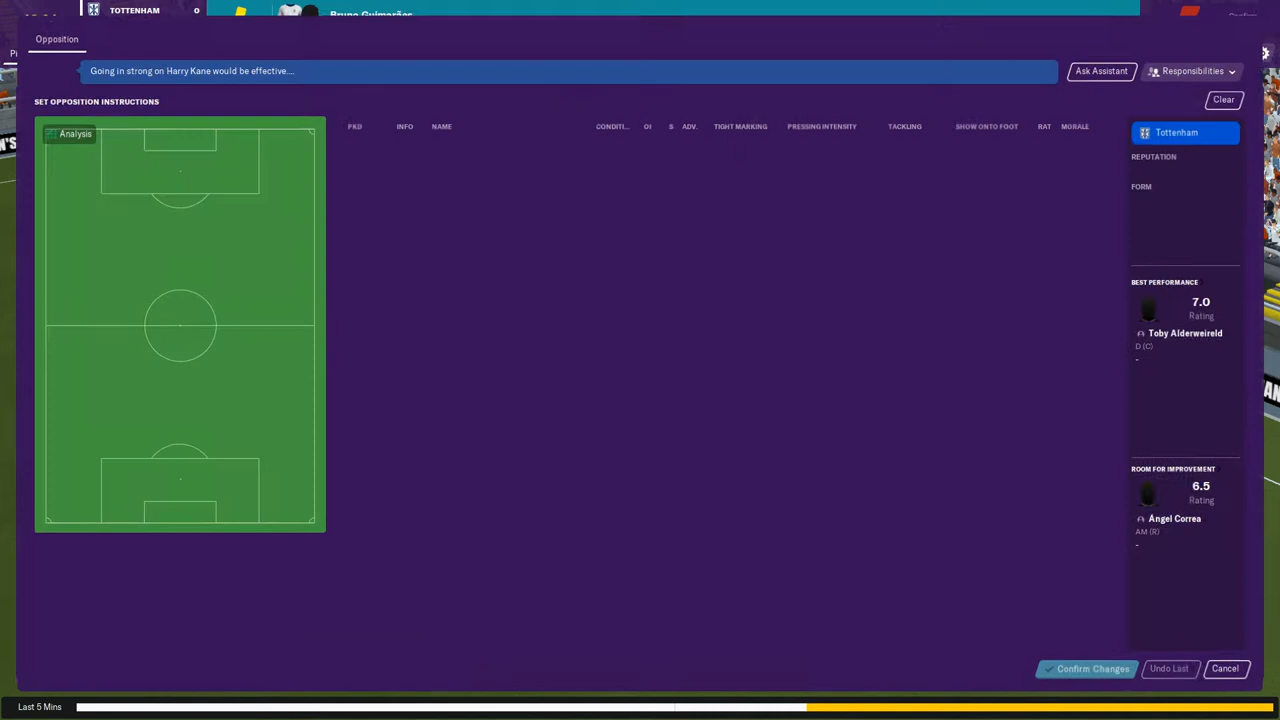 TOTTENHAM 0
Bruno Guimarães
Opposition
Going in strong on Harry Kane would be effective....
Ask Assistant
Responsibilities
SET OPPOSITION INSTRUCTIONS
Clear
Analysis
PKD INFO NAME CONDITI... OI S ADV. TIGHT MARKING PRESSING INTENSITY TACKLING SHOW ONTO FOOT RAT MORALE
Tottenham
REPUTATION
FORM
BEST PERFORMANCE
7.0
Rating
Toby Alderweireld
D (C)
-
ROOM FOR IMPROVEMENT
6.5
Rating
Ángel Correa
AM (R)
-
Confirm Changes
Undo Last
Cancel
Last 5 Mins